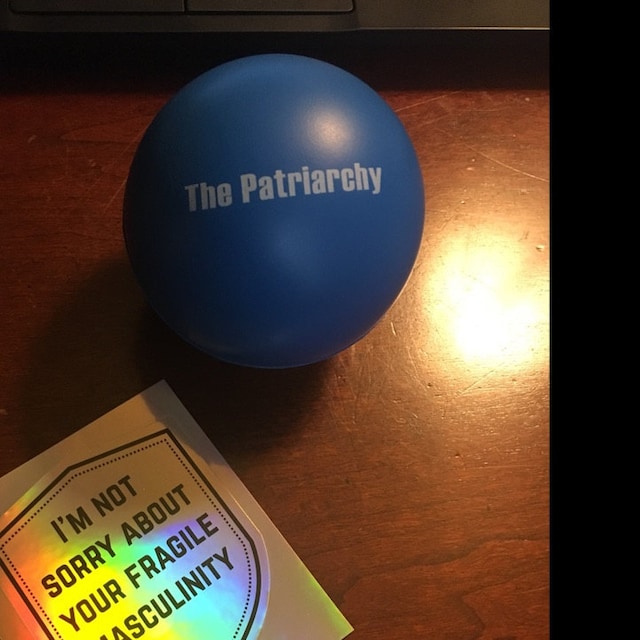 The Patriarchy
I'M NOT
SORRY ABOUT
YOUR FRAGILE
MASCULINITY